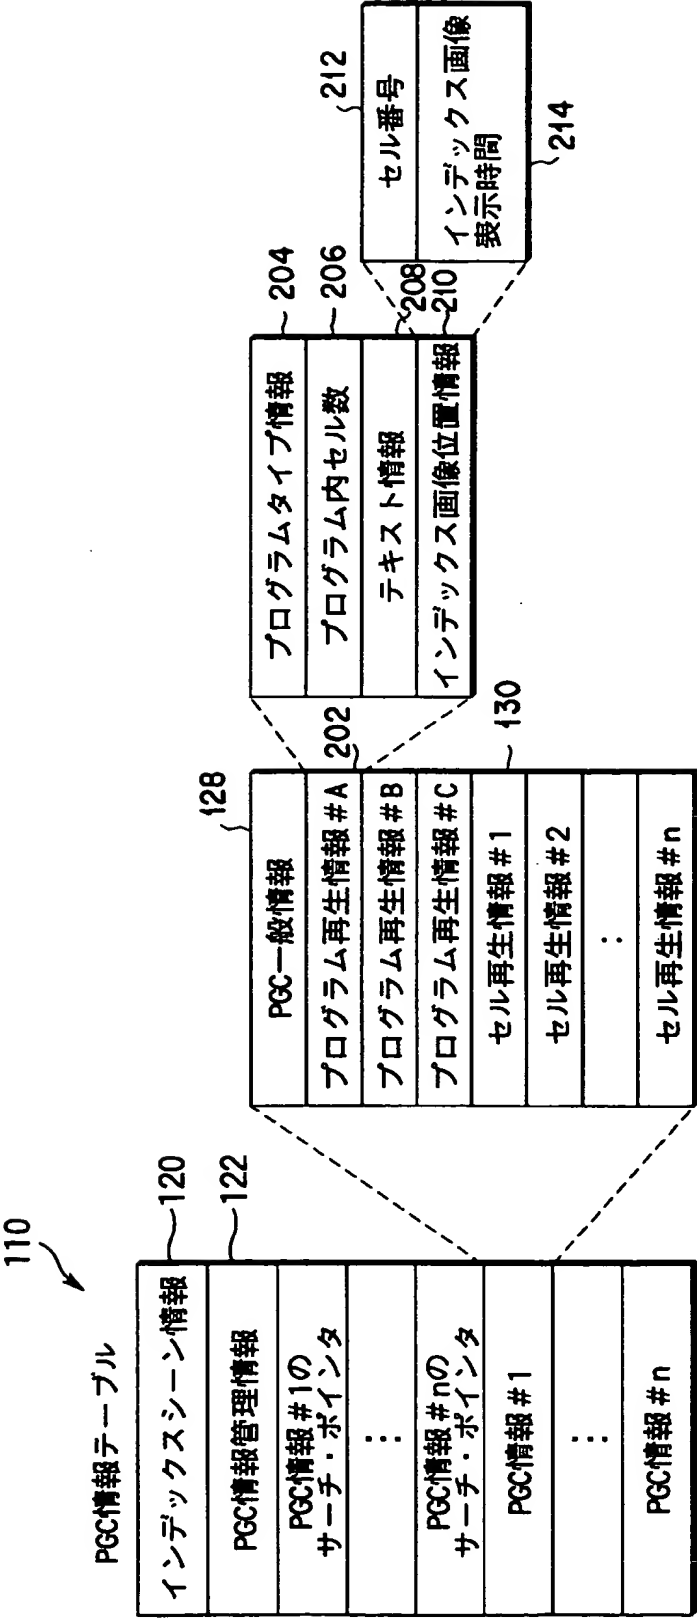 110
PGC情報テーブル
インデックスシーン情報
120
PGC情報管理情報
122
PGC情報#1の
サーチ・ポインタ
⋮
PGC情報#nの
サーチ・ポインタ
PGC情報#1
⋮
PGC情報#n
128
PGC一般情報
プログラム再生情報#A
202
プログラム再生情報#B
プログラム再生情報#C
セル再生情報#1
130
セル再生情報#2
⋮
セル再生情報#n
プログラムタイプ情報
204
プログラム内セル数
206
テキスト情報
208
インデックス画像位置情報
210
212
セル番号
インデックス画像
表示時間
214